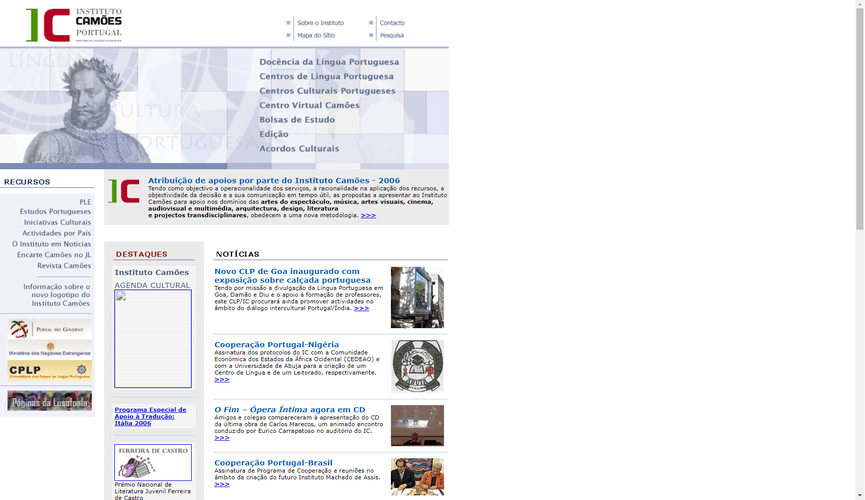 INSTITUTO
CAMÕES
PORTUGAL
Sobre o Instituto
Contacto
Mapa do Sítio
Pesquisa
LÍNGUA
CULTURA
PORTUGUESA
Docência da Língua Portuguesa
Centros de Língua Portuguesa
Centros Culturais Portugueses
Centro Virtual Camões
Bolsas de Estudo
Edição
Acordos Culturais
RECURSOS
PLE
Estudos Portugueses
Iniciativas Culturais
Actividades por País
O Instituto em Notícias
Encarte Camões no JL
Revista Camões
Informação sobre o
novo logotipo do
Instituto Camões
PORTAL DO GOVERNO
Ministério dos Negócios Estrangeiros
CPLP
Comunidade dos Países de Língua Portuguesa
Páginas da Lusofonia
IC
Atribuição de apoios por parte do Instituto Camões - 2006
Tendo como objectivo a operacionalidade dos serviços, a racionalidade na aplicação dos recursos, a
objectividade da decisão e a sua comunicação em tempo útil, as propostas a apresentar ao Instituto
Camões para apoio nos domínios das artes do espectáculo, música, artes visuais, cinema,
audiovisual e multimédia, arquitectura, design, literatura
e projectos transdisciplinares, obedecem a uma nova metodologia. >>>
DESTAQUES
Instituto Camões
AGENDA CULTURAL
Programa Especial de
Apoio à Tradução:
Itália 2006
FERREIRA DE CASTRO
Prémio Nacional de
Literatura Juvenil Ferreira
de Castro
NOTÍCIAS
Novo CLP de Goa inaugurado com
exposição sobre calçada portuguesa
Tendo por missão a divulgação da Língua Portuguesa em
Goa, Damão e Diu e o apoio à formação de professores,
este CLP/IC procurará ainda promover actividades no
âmbito do diálogo intercultural Portugal/Índia. >>>
Cooperação Portugal-Nigéria
Assinatura dos protocolos do IC com a Comunidade
Económica dos Estados da África Ocidental (CEDEAO) e
com a Universidade de Abuja para a criação de um
Centro de Língua e de um Leitorado, respectivamente.
>>>
O Fim – Ópera Íntima agora em CD
Amigos e colegas compareceram à apresentação do CD
da última obra de Carlos Marecos, um animado encontro
conduzido por Eurico Carrapatoso no auditório do IC.
>>>
Cooperação Portugal-Brasil
Assinatura de Programa de Cooperação e reuniões no
âmbito da criação do futuro Instituto Machado de Assis.
>>>